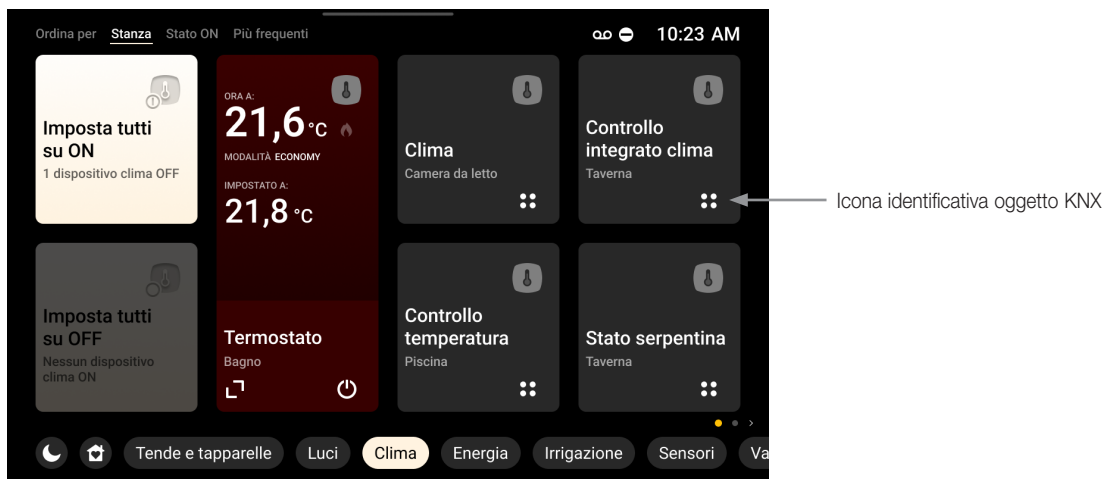 Ordina per Stanza Stato ON Più frequenti
10:23 AM
Imposta tutti
su ON
1 dispositivo clima OFF
ORA A:
21,6 °C
MODALITÀ ECONOMY
IMPOSTATO A:
21,8 °C
Clima
Camera da letto
Controllo
integrato clima
Taverna
Icona identificativa oggetto KNX
Imposta tutti
su OFF
Nessun dispositivo
clima ON
Termostato
Bagno
Controllo
temperatura
Piscina
Stato serpentina
Taverna
Tende e tapparelle Luci Clima Energia Irrigazione Sensori Va